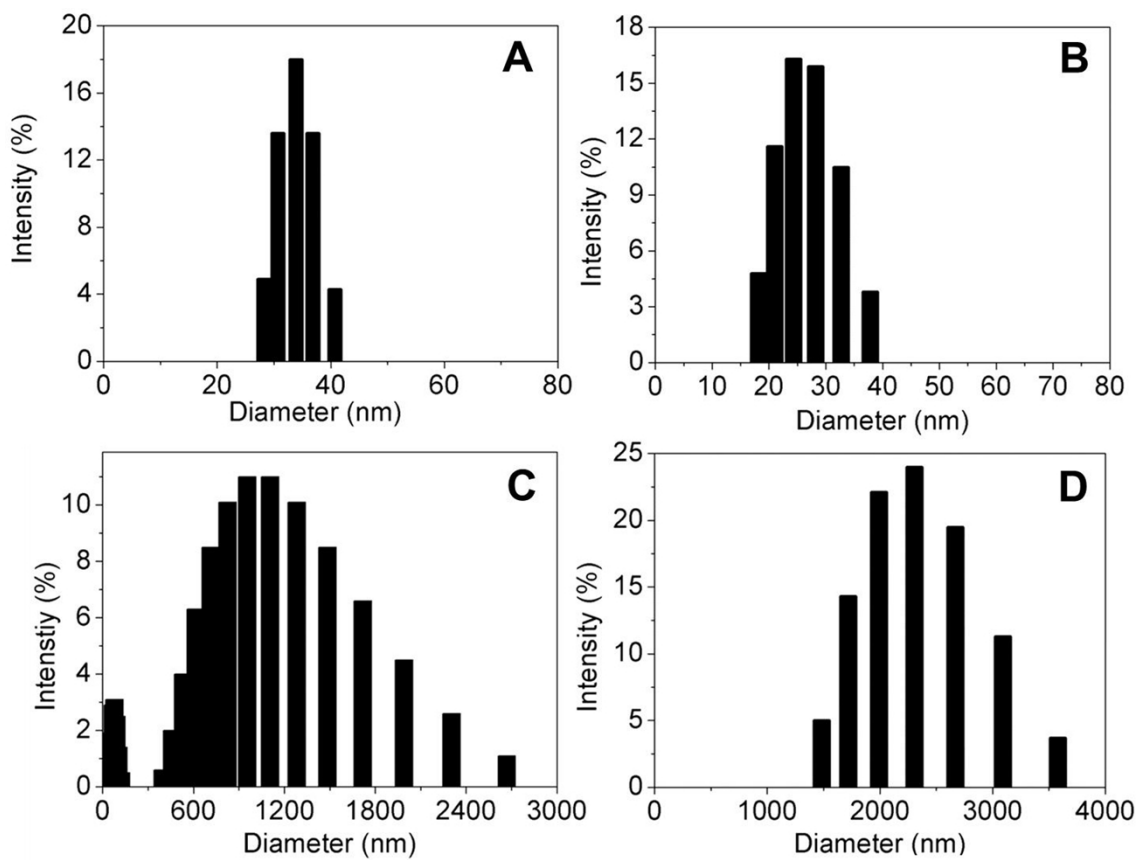 A
Intensity (%)
20
16
12
8
4
0
0 20 40 60 80
Diameter (nm)
B
Intensity (%)
18
15
12
9
6
3
0
0 10 20 30 40 50 60 70 80
Diameter (nm)
C
Intenstiy (%)
10
8
6
4
2
0
0 600 1200 1800 2400 3000
Diameter (nm)
D
Intensity (%)
25
20
15
10
5
0
0 1000 2000 3000 4000
Diameter (nm)